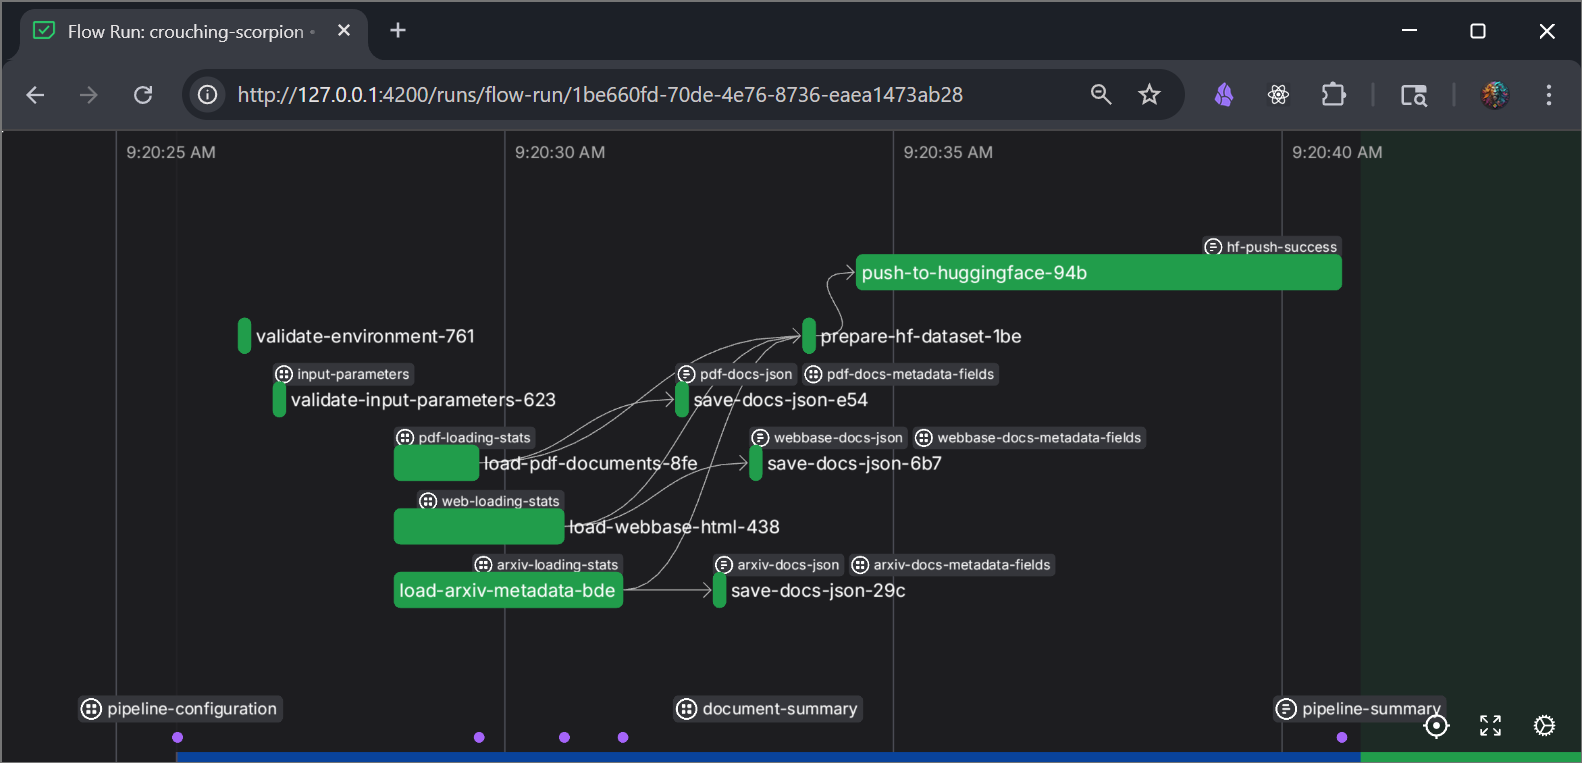 Flow Run: crouching-scorpion
http://127.0.0.1:4200/runs/flow-run/1be660fd-70de-4e76-8736-eaea1473ab28
9:20:25 AM
9:20:30 AM
9:20:35 AM
9:20:40 AM
hf-push-success
push-to-huggingface-94b
validate-environment-761
prepare-hf-dataset-1be
input-parameters
pdf-docs-json
pdf-docs-metadata-fields
validate-input-parameters-623
save-docs-json-e54
pdf-loading-stats
webbase-docs-json
webbase-docs-metadata-fields
load-pdf-documents-8fe
save-docs-json-6b7
web-loading-stats
load-webbase-html-438
arxiv-loading-stats
arxiv-docs-json
arxiv-docs-metadata-fields
load-arxiv-metadata-bde
save-docs-json-29c
pipeline-configuration
document-summary
pipeline-summary